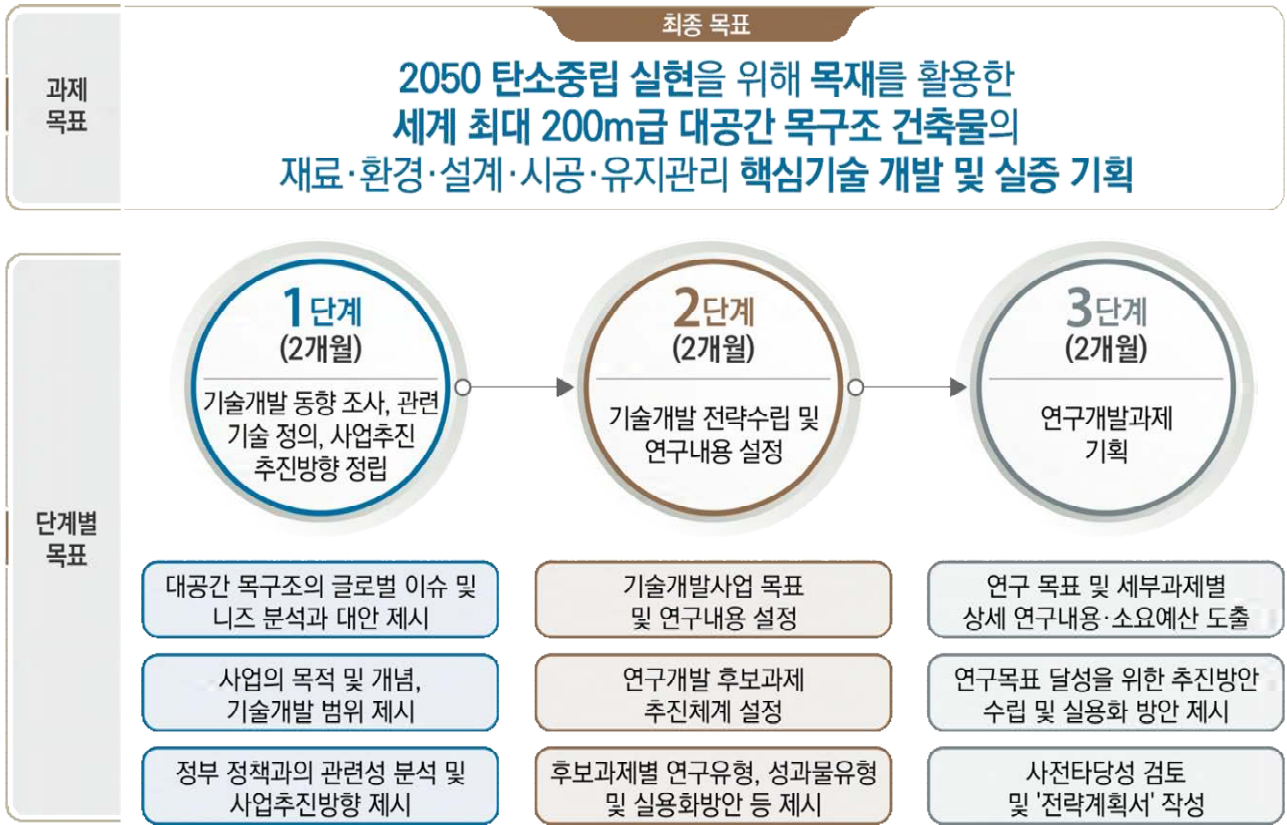 최종 목표
과제
목표
2050 탄소중립 실현을 위해 목재를 활용한
세계 최대 200m급 대공간 목구조 건축물의
재료·환경·설계·시공·유지관리 핵심기술 개발 및 실증 기획
단계별
목표
1단계
(2개월)
기술개발 동향 조사, 관련
기술 정의, 사업추진
추진방향 정립
대공간 목구조의 글로벌 이슈 및
니즈 분석과 대안 제시
사업의 목적 및 개념,
기술개발 범위 제시
정부 정책과의 관련성 분석 및
사업추진방향 제시
2단계
(2개월)
기술개발 전략수립 및
연구내용 설정
기술개발사업 목표
및 연구내용 설정
연구개발 후보과제
추진체계 설정
후보과제별 연구유형, 성과물유형
및 실용화방안 등 제시
3단계
(2개월)
연구개발과제
기획
연구 목표 및 세부과제별
상세 연구내용·소요예산 도출
연구목표 달성을 위한 추진방안
수립 및 실용화 방안 제시
사전타당성 검토
및 '전략계획서' 작성